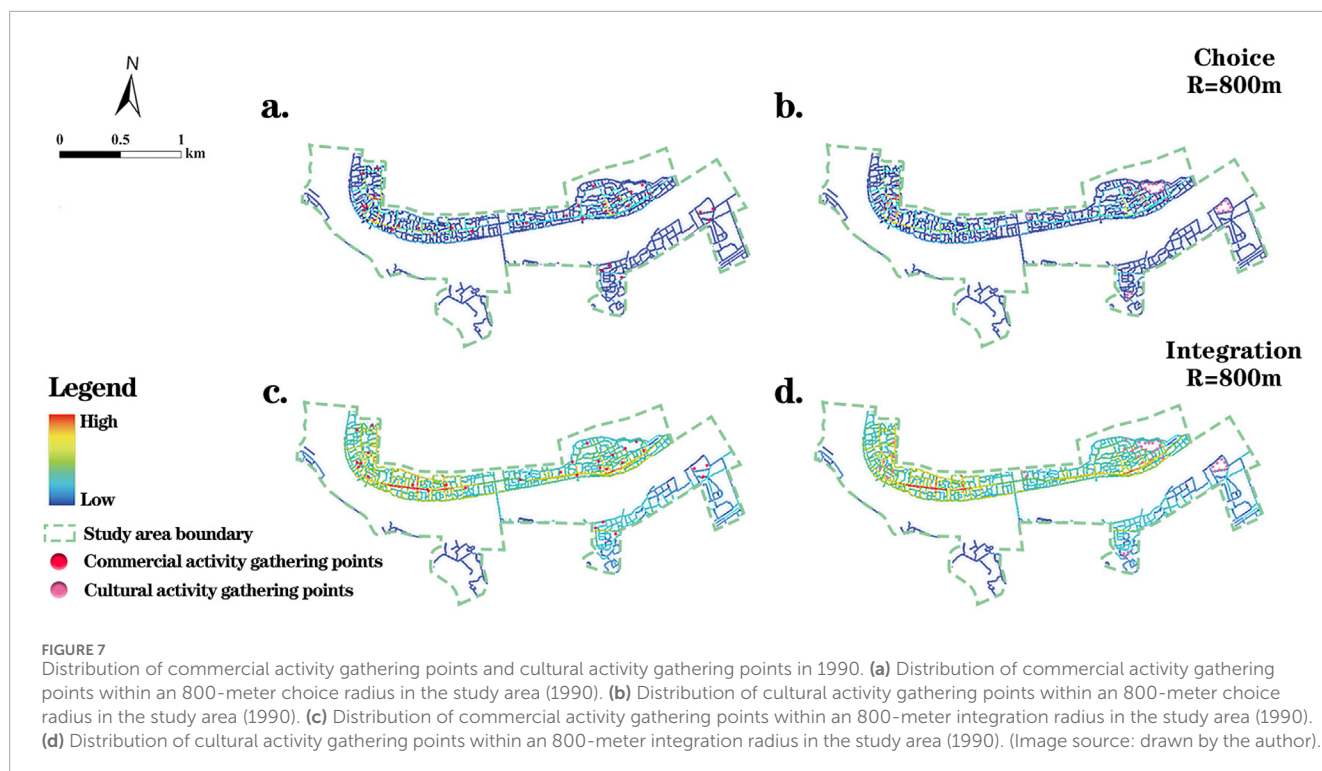 N
0 0.5 1
km
a.
b.
Choice
R=800m
Integration
R=800m
c.
d.
Legend
High
Low
Study area boundary
Commercial activity gathering points
Cultural activity gathering points
FIGURE 7
Distribution of commercial activity gathering points and cultural activity gathering points in 1990. (a) Distribution of commercial activity gathering
points within an 800-meter choice radius in the study area (1990). (b) Distribution of cultural activity gathering points within an 800-meter choice
radius in the study area (1990). (c) Distribution of commercial activity gathering points within an 800-meter integration radius in the study area (1990).
(d) Distribution of cultural activity gathering points within an 800-meter integration radius in the study area (1990). (Image source: drawn by the author).